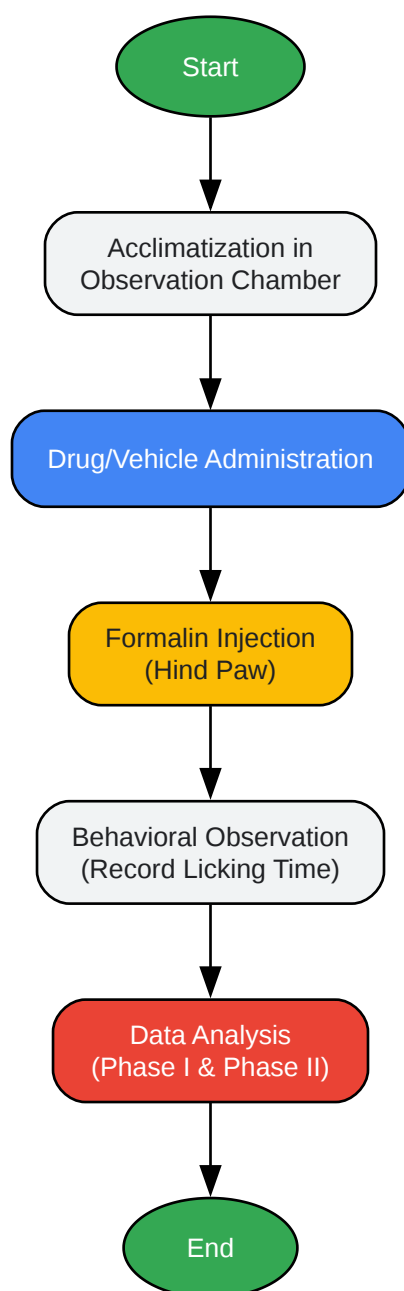 Start
Acclimatization in
Observation Chamber
Drug/Vehicle Administration
Formalin Injection
(Hind Paw)
Behavioral Observation
(Record Licking Time)
Data Analysis
(Phase I & Phase II)
End